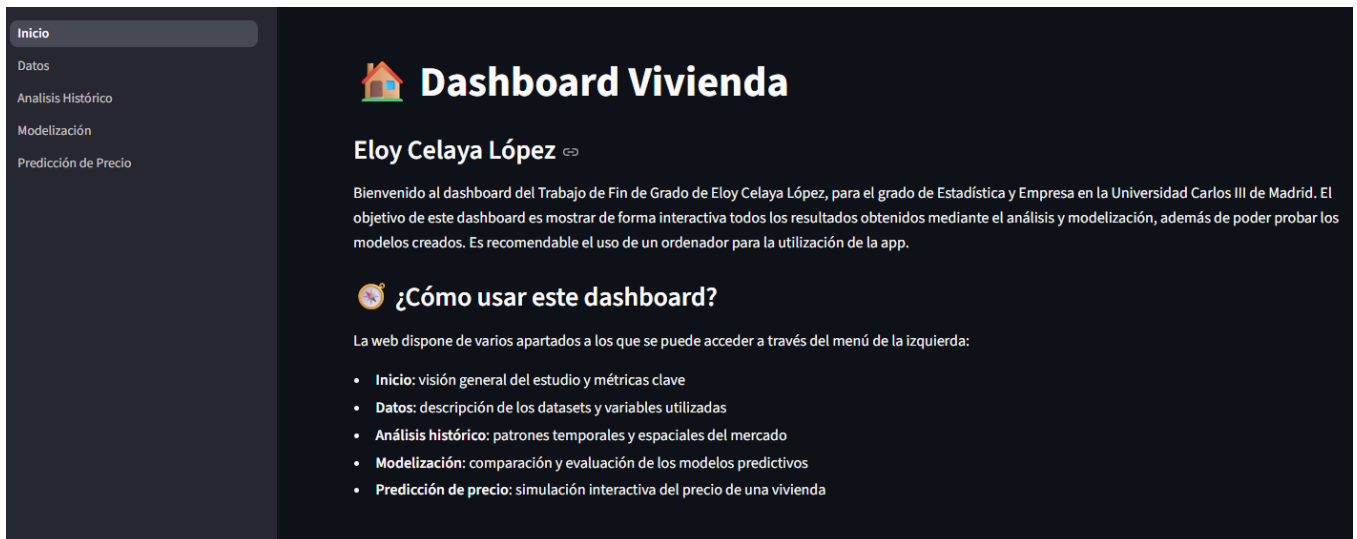 Inicio
Datos
Analisis Histórico
Modelización
Predicción de Precio
Dashboard Vivienda
Eloy Celaya López
Bienvenido al dashboard del Trabajo de Fin de Grado de Eloy Celaya López, para el grado de Estadística y Empresa en la Universidad Carlos III de Madrid. El
objetivo de este dashboard es mostrar de forma interactiva todos los resultados obtenidos mediante el análisis y modelización, además de poder probar los
modelos creados. Es recomendable el uso de un ordenador para la utilización de la app.
¿Cómo usar este dashboard?
La web dispone de varios apartados a los que se puede acceder a través del menú de la izquierda:
• Inicio: visión general del estudio y métricas clave
• Datos: descripción de los datasets y variables utilizadas
• Análisis histórico: patrones temporales y espaciales del mercado
• Modelización: comparación y evaluación de los modelos predictivos
• Predicción de precio: simulación interactiva del precio de una vivienda